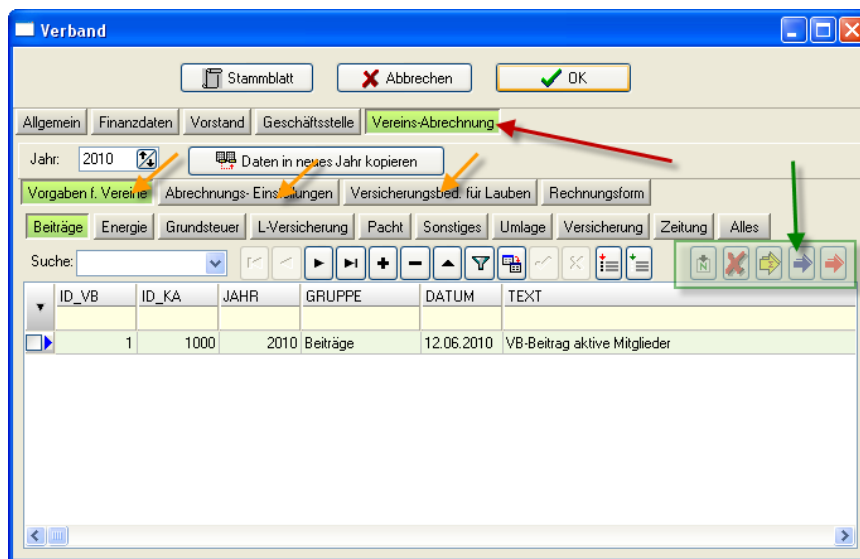 Verband
Stammblatt Abbrechen OK
Allgemein Finanzdaten Vorstand Geschäftsstelle Vereins-Abrechnung
Jahr: 2010 Daten in neues Jahr kopieren
Vorgaben f. Vereine Abrechnungs- Einstellungen Versicherungsbed. für Lauben Rechnungsform
Beiträge Energie Grundsteuer L-Versicherung Pacht Sonstiges Umlage Versicherung Zeitung Alles
Suche: N
ID_VB ID_KA JAHR GRUPPE DATUM TEXT
1 1000 2010 Beiträge 12.06.2010 VB-Beitrag aktive Mitglieder